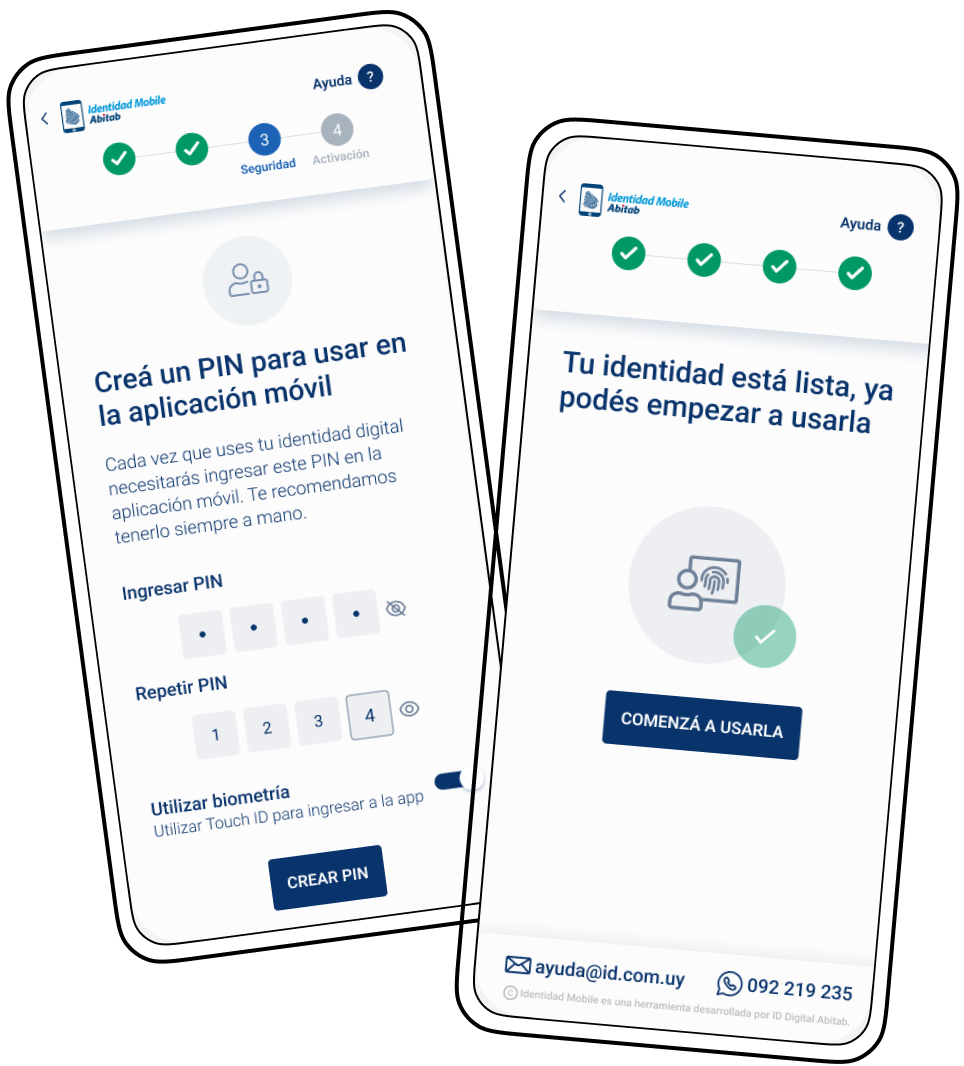 Identidad Mobile
Abitab
Ayuda ?
3
4
Seguridad
Activación
Creá un PIN para usar en
la aplicación móvil
Cada vez que uses tu identidad digital
necesitarás ingresar este PIN en la
aplicación móvil. Te recomendamos
tenerlo siempre a mano.
Ingresar PIN
Repetir PIN
1 2 3 4
Utilizar biometría
Utilizar Touch ID para ingresar a la app
CREAR PIN
Identidad Mobile
Abitab
Ayuda ?
Tu identidad está lista, ya
podés empezar a usarla
COMENZÁ A USARLA
ayuda@id.com.uy
092 219 235
© Identidad Mobile es una herramienta desarrollada por ID Digital Abitab.